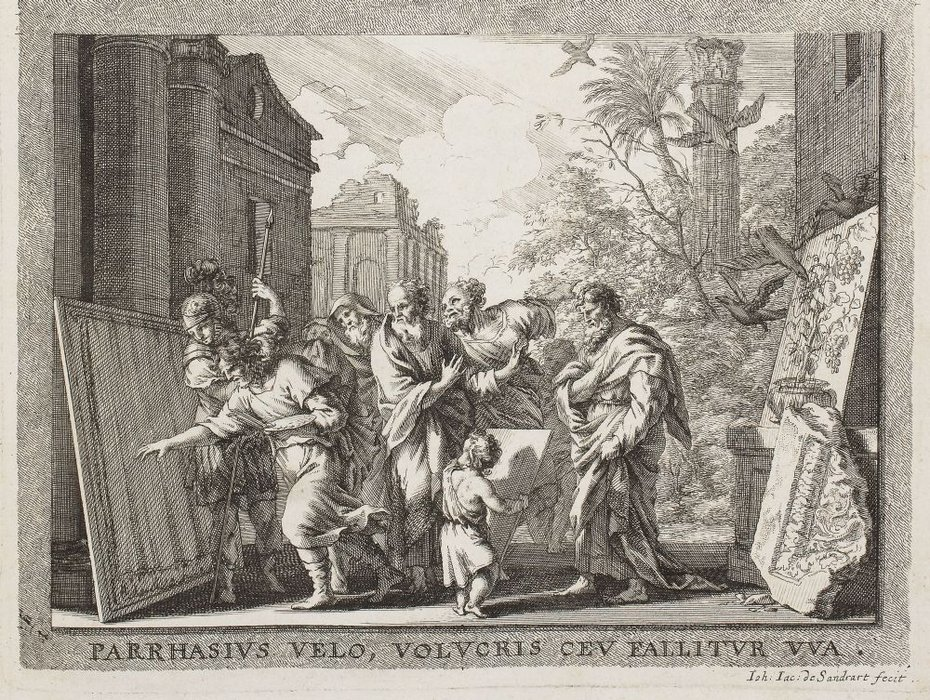 PARRHASIVS VELO, VOLVCRIS CEV FALLITVR VVA .
Ioh: Iac: de Sandrart fecit .